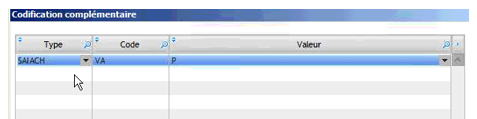 Codification complémentaire
Type Code Valeur
SAIACH VA P